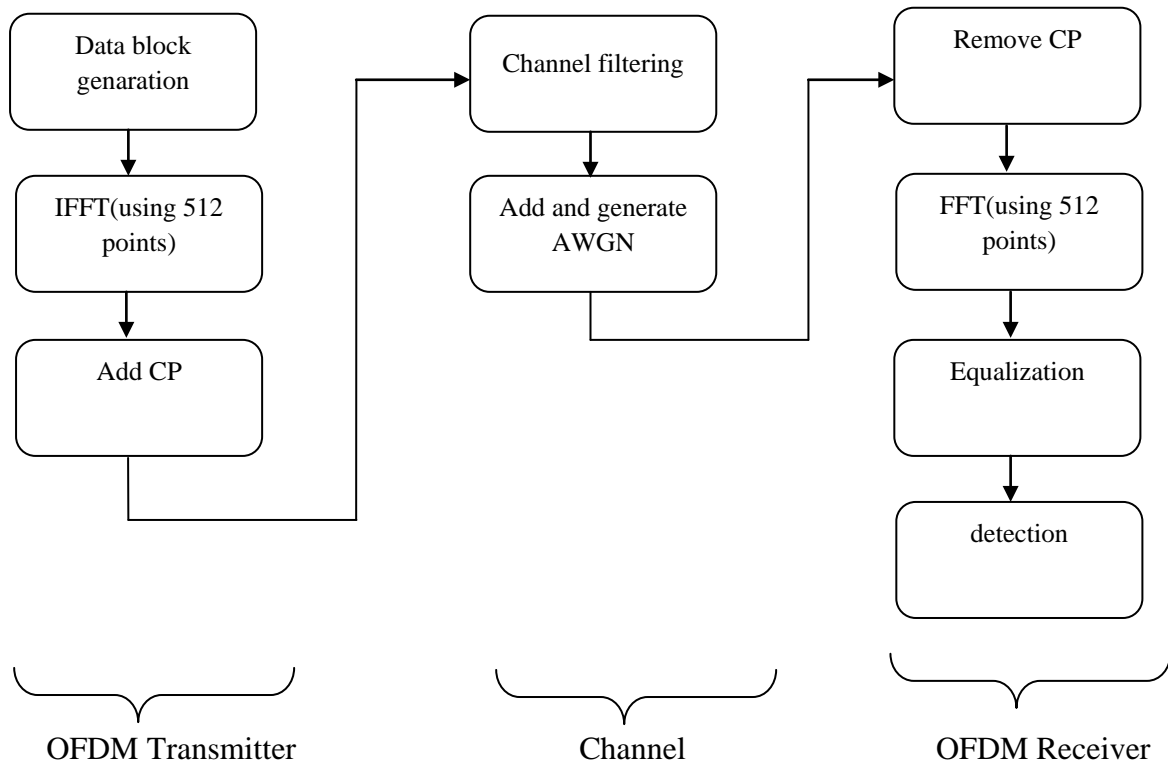 Data block
genaration
IFFT(using 512
points)
Add CP
Channel filtering
Add and generate
AWGN
Remove CP
FFT(using 512
points)
Equalization
detection
OFDM Transmitter
Channel
OFDM Receiver